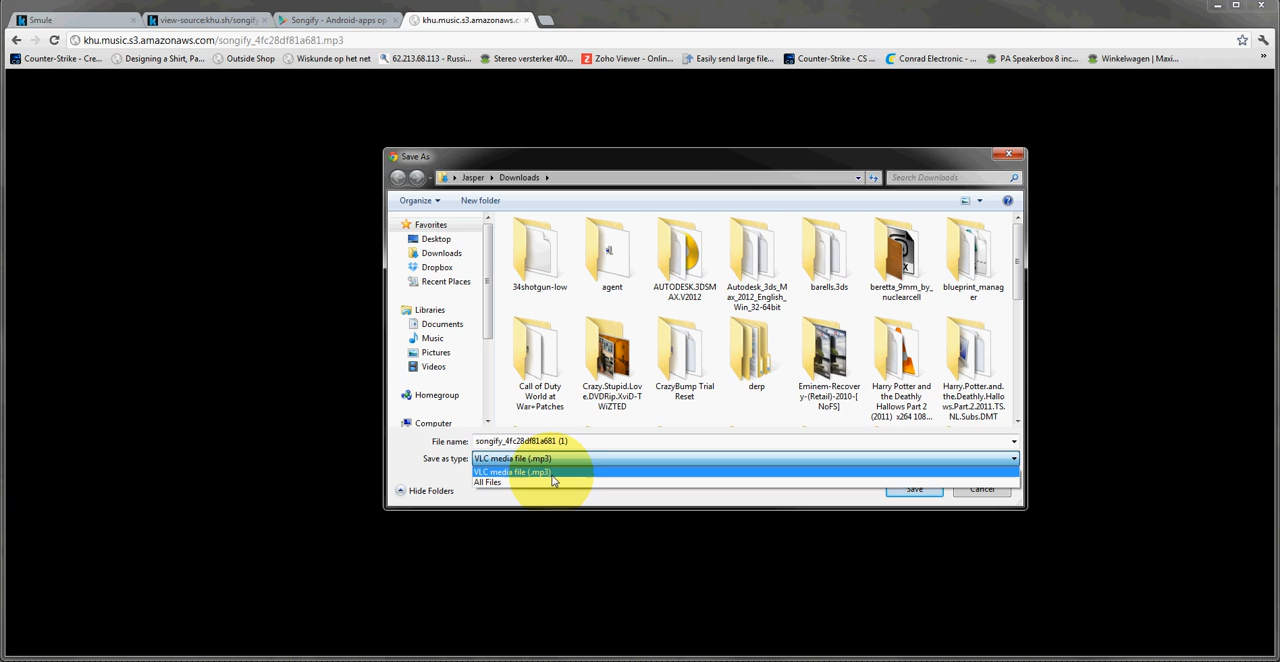 Smule
view-source:khu.sh/songify
Songify - Android-apps op
khu.music.s3.amazonaws.c
khu.music.s3.amazonaws.com/songify_4fc28df81a681.mp3
Counter-Strike - Cre...
Designing a Shirt, Pa...
Outside Shop
Wiskunde op het net
62.213.68.113 - Russi...
Stereo versterker 400...
Zoho Viewer - Onlin...
Easily send large file...
Counter-Strike - CS ...
Conrad Electronic - ...
PA Speakerbox 8 inc...
Winkelwagen | Maxi...
Save As
Jasper
Downloads
Search Downloads
Organize
New folder
Favorites
Desktop
Downloads
Dropbox
Recent Places
Libraries
Documents
Music
Pictures
Videos
Homegroup
Computer
34shotgun-low
agent
AUTODESK.3DSM
AX.V2012
Autodesk_3ds_M
ax_2012_English_
Win_32-64bit
barells.3ds
beretta_9mm_by_
nuclearcell
blueprint_manag
er
Call of Duty
World at
War+Patches
Crazy.Stupid.Lov
e.DVDRip.XviD-T
WiZTED
CrazyBump Trial
Reset
derp
Eminem-Recover
y-(Retail)-2010-[
NoFS]
Harry Potter and
the Deathly
Hallows Part 2
(2011) x264 108...
Harry.Potter.and.
the.Deathly.Hallo
ws.Part.2.2011.TS.
NL.Subs.DMT
File name:
songify_4fc28df81a681 (1)
Save as type:
VLC media file (.mp3)
VLC media file (.mp3)
All Files
Hide Folders
Save
Cancel